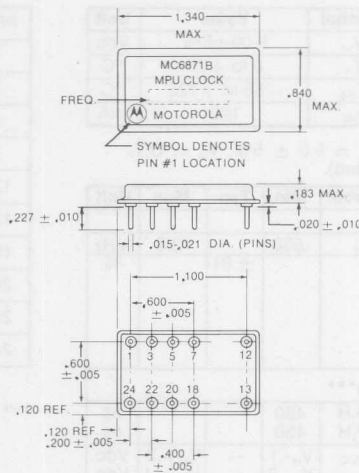 1,340
MAX.
MC6871B
MPU CLOCK
FREQ.
MOTOROLA
.840
MAX.
SYMBOL DENOTES
PIN #1 LOCATION
.183 MAX.
.227 ± .010
.020 ± .010
.015-.021 DIA. (PINS)
1,100
.600
± .005
1 3 5 7 12
.600
± .005
24 22 20 18 13
.120 REF.
.120 REF.
.200 ± .005
.400
± .005